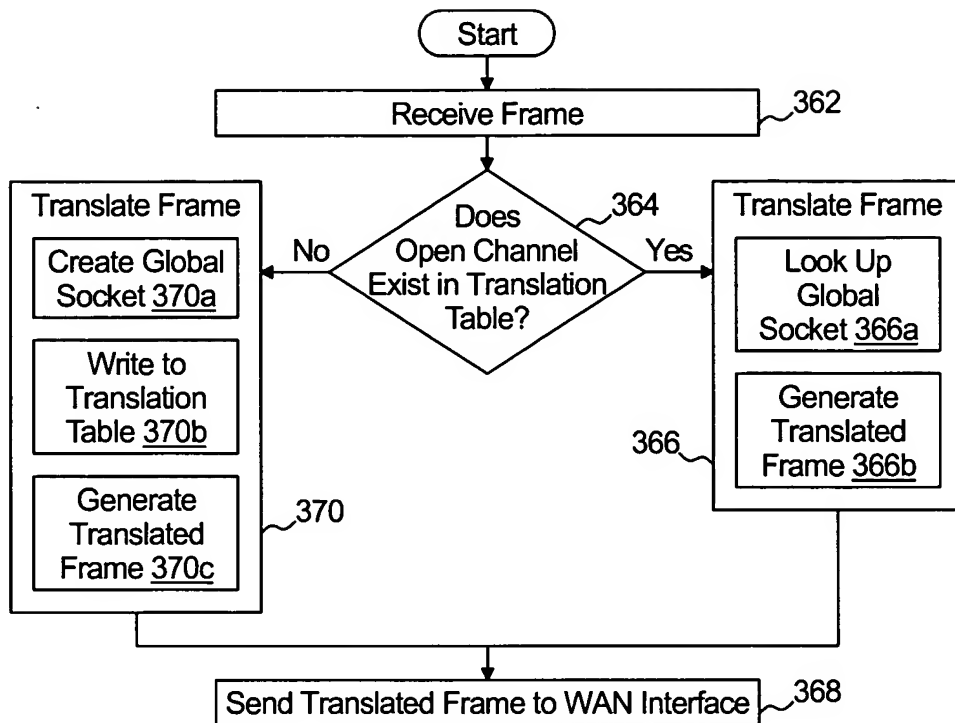 Start
Receive Frame
362
Does
Open Channel
Exist in Translation
Table?
364
No
Yes
Translate Frame
Create Global
Socket 370a
Write to
Translation
Table 370b
Generate
Translated
Frame 370c
370
Translate Frame
Look Up
Global
Socket 366a
Generate
Translated
Frame 366b
366
Send Translated Frame to WAN Interface
368